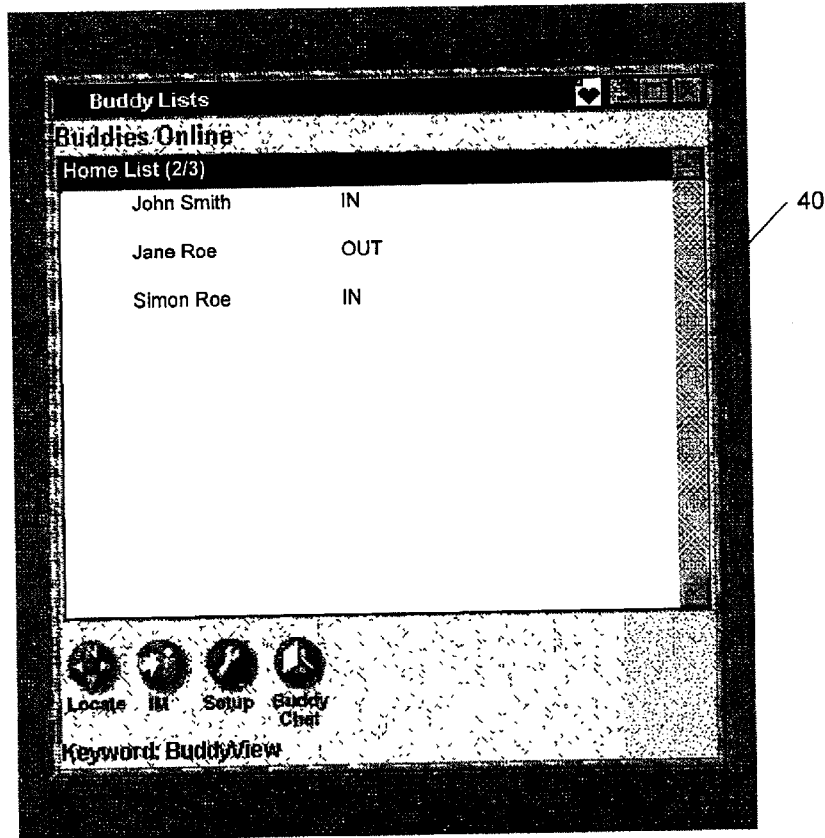 Buddy Lists
Buddies Online
Home List (2/3)
John Smith IN
Jane Roe OUT
Simon Roe IN
40
Locate IM Setup Buddy Chat
Keyword: BuddyView